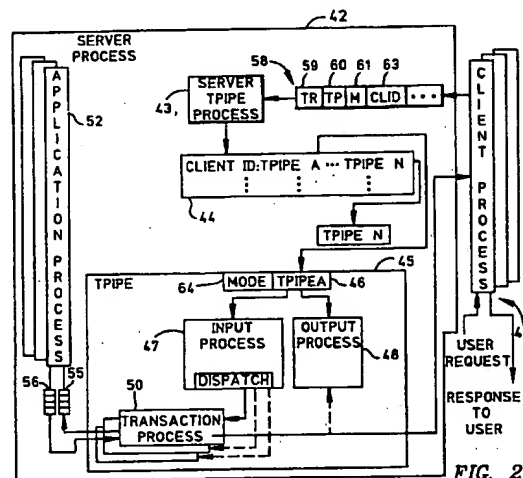 42
SERVER
PROCESS
58
59
60
61
63
TR TP M CLID ...
SERVER
TPIPE
PROCESS
43
52
APPLICATION PROCESS
CLIENT PROCESS
CLIENT ID:TPIPE A ... TPIPE N
44
TPIPE N
45
TPIPE
MODE TPIPEA
64
46
47
INPUT
PROCESS
DISPATCH
OUTPUT
PROCESS
48
USER
REQUEST
RESPONSE
TO
USER
56
55
50
TRANSACTION
PROCESS
FIG. 2